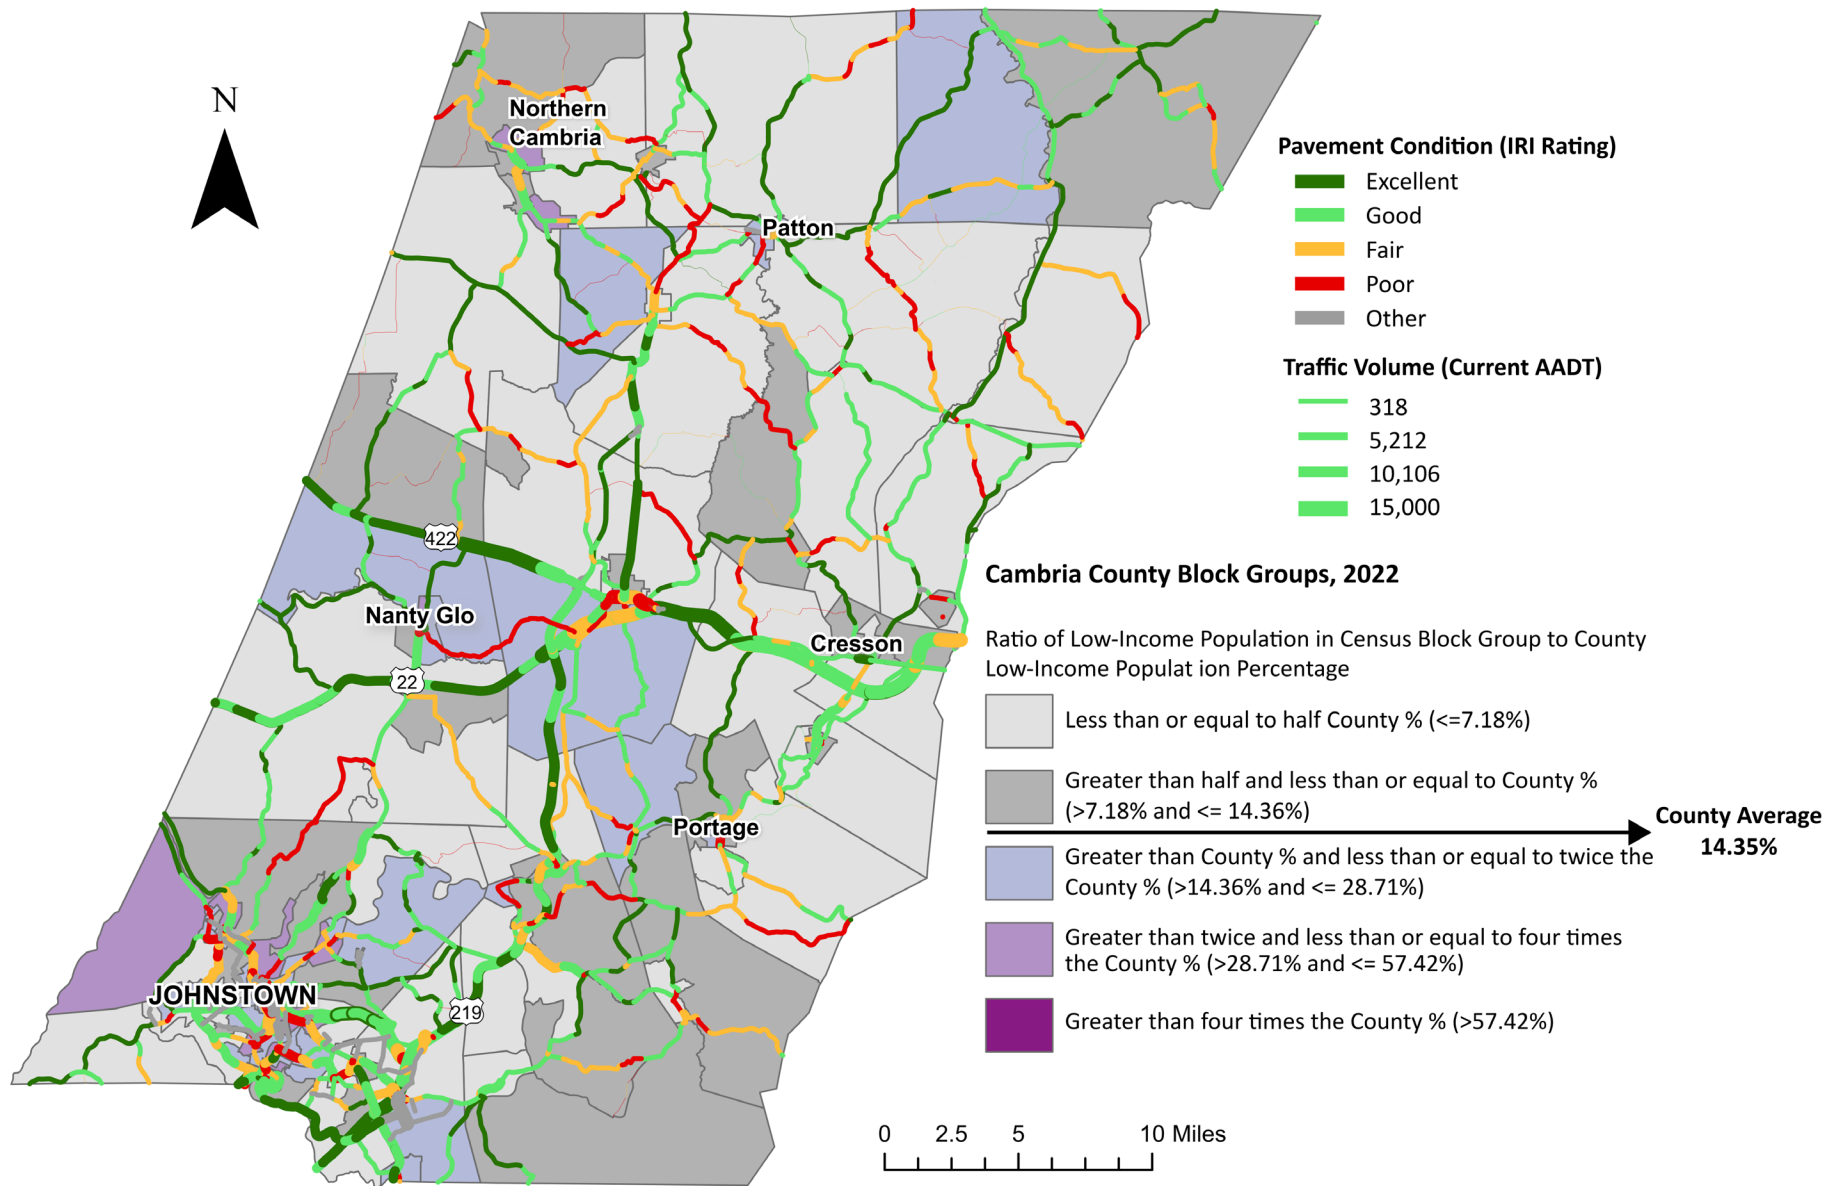 N
Northern
Cambria
Patton
422
Nanty Glo
22
Cresson
Portage
JOHNSTOWN
219
Pavement Condition (IRI Rating)
Excellent
Good
Fair
Poor
Other
Traffic Volume (Current AADT)
318
5,212
10,106
15,000
Cambria County Block Groups, 2022
Ratio of Low-Income Population in Census Block Group to County
Low-Income Populat ion Percentage
Less than or equal to half County % (<=7.18%)
Greater than half and less than or equal to County %
(>7.18% and <= 14.36%)
County Average
14.35%
Greater than County % and less than or equal to twice the
County % (>14.36% and <= 28.71%)
Greater than twice and less than or equal to four times
the County % (>28.71% and <= 57.42%)
Greater than four times the County % (>57.42%)
0 2.5 5 10 Miles